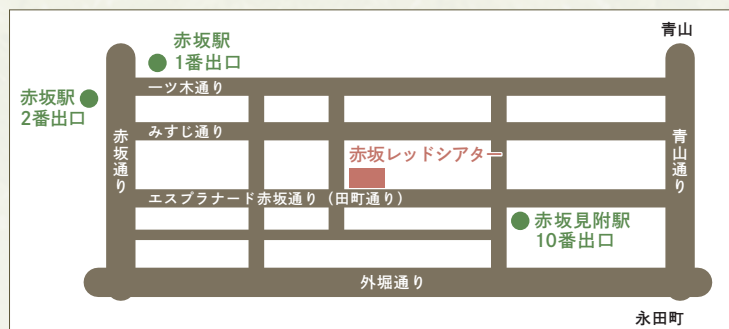 青山
赤坂駅
1番出口
一ツ木通り
赤坂駅
2番出口
みすじ通り
赤坂通り
青山通り
赤坂レッドシアター
エスプラナード赤坂通り（田町通り）
赤坂見附駅
10番出口
外堀通り
永田町